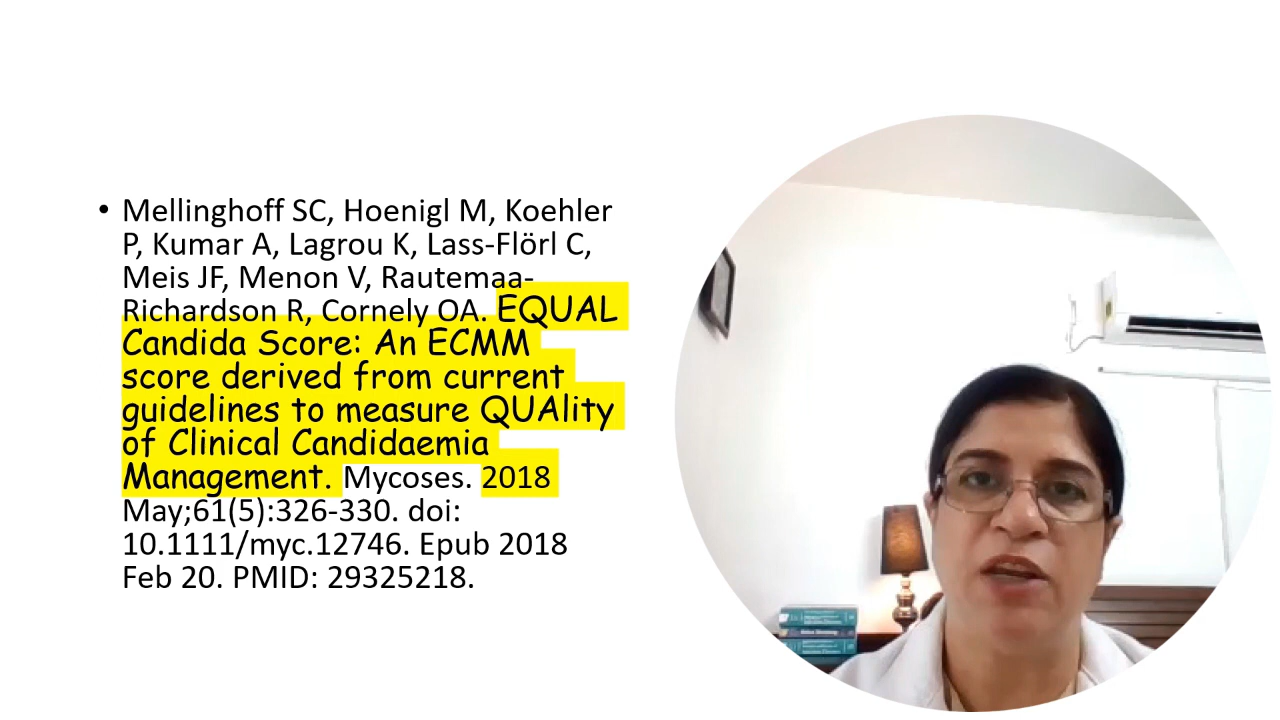 • Mellinghoff SC, Hoenigl M, Koehler
P, Kumar A, Lagrou K, Lass-Flörl C,
Meis JF, Menon V, Rautemaa-
Richardson R, Cornely OA. EQUAL
Candida Score: An ECMM
score derived from current
guidelines to measure QUAlity
of Clinical Candidaemia
Management. Mycoses. 2018
May;61(5):326-330. doi:
10.1111/myc.12746. Epub 2018
Feb 20. PMID: 29325218.